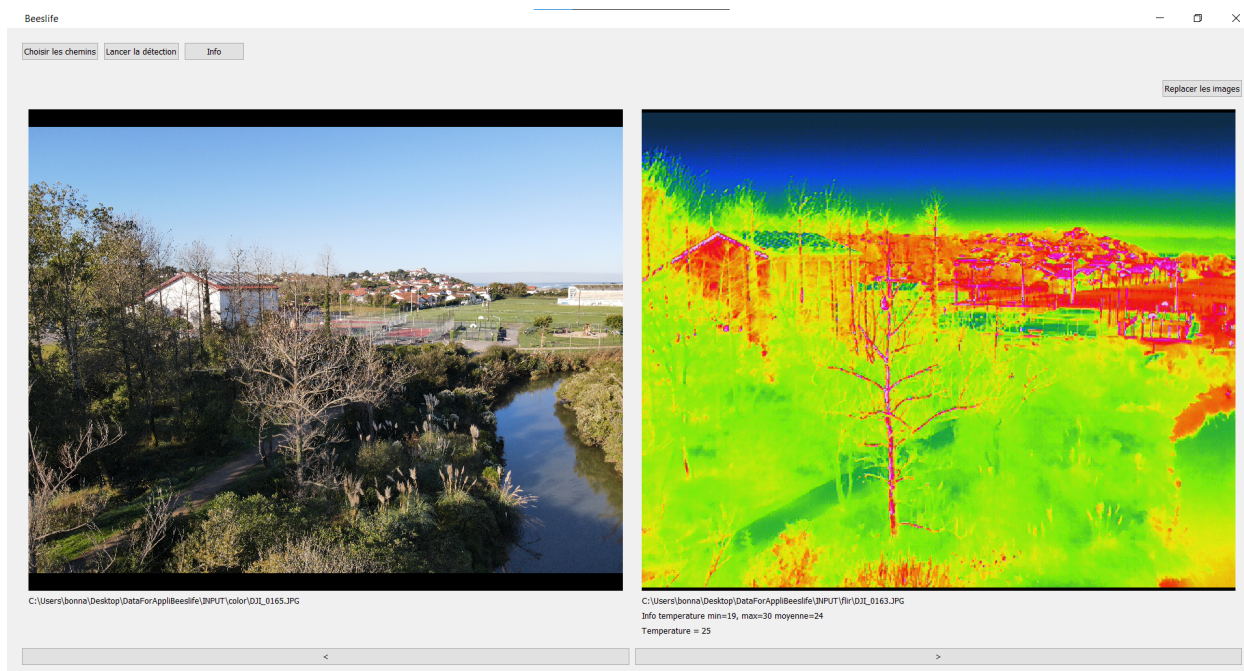 Beeslife
Choisir les chemins Lancer la détection Info
Replacer les images
C:\Users\bonna\Desktop\DataForAppliBeeslife\INPUT\color\DJI_0165.JPG
C:\Users\bonna\Desktop\DataForAppliBeeslife\INPUT\flir\DJI_0163.JPG
Info temperature min=19, max=30 moyenne=24
Temperature = 25
< >